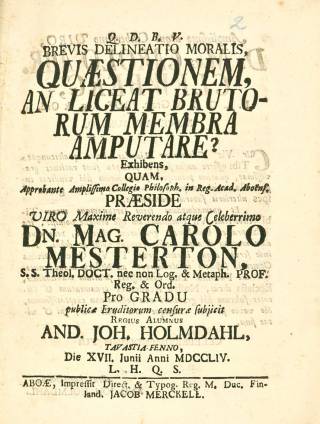 2
Q. D. B. V.
BREVIS DELINEATIO MORALIS,
QUÆSTIONEM,
AN LICEAT BRUTO-
RUM MEMBRA
AMPUTARE?
Exhibens,
QUAM,
Approbante Amplissimo Collegio Philosoph. in Reg. Acad. Aboëns.
PRÆSIDE
VIRO Maxime Reverendo atque Celeberrimo
DN. MAG. CAROLO
MESTERTON,
S. S. Theol. DOCT. nec non Log. & Metaph. PROF.
Reg. & Ord.
Pro GRADU
publicæ Eruditorum censuræ subjicit
REGIUS ALUMNUS
AND. JOH. HOLMDAHL,
TAVASTIA-FENNO,
Die XVII. Junii Anni MDCCLIV.
L. H. Q. S.
ABOÆ, Impressit Direct. & Typog. Reg. M. Duc. Fin-
land. JACOB MERCKELL.